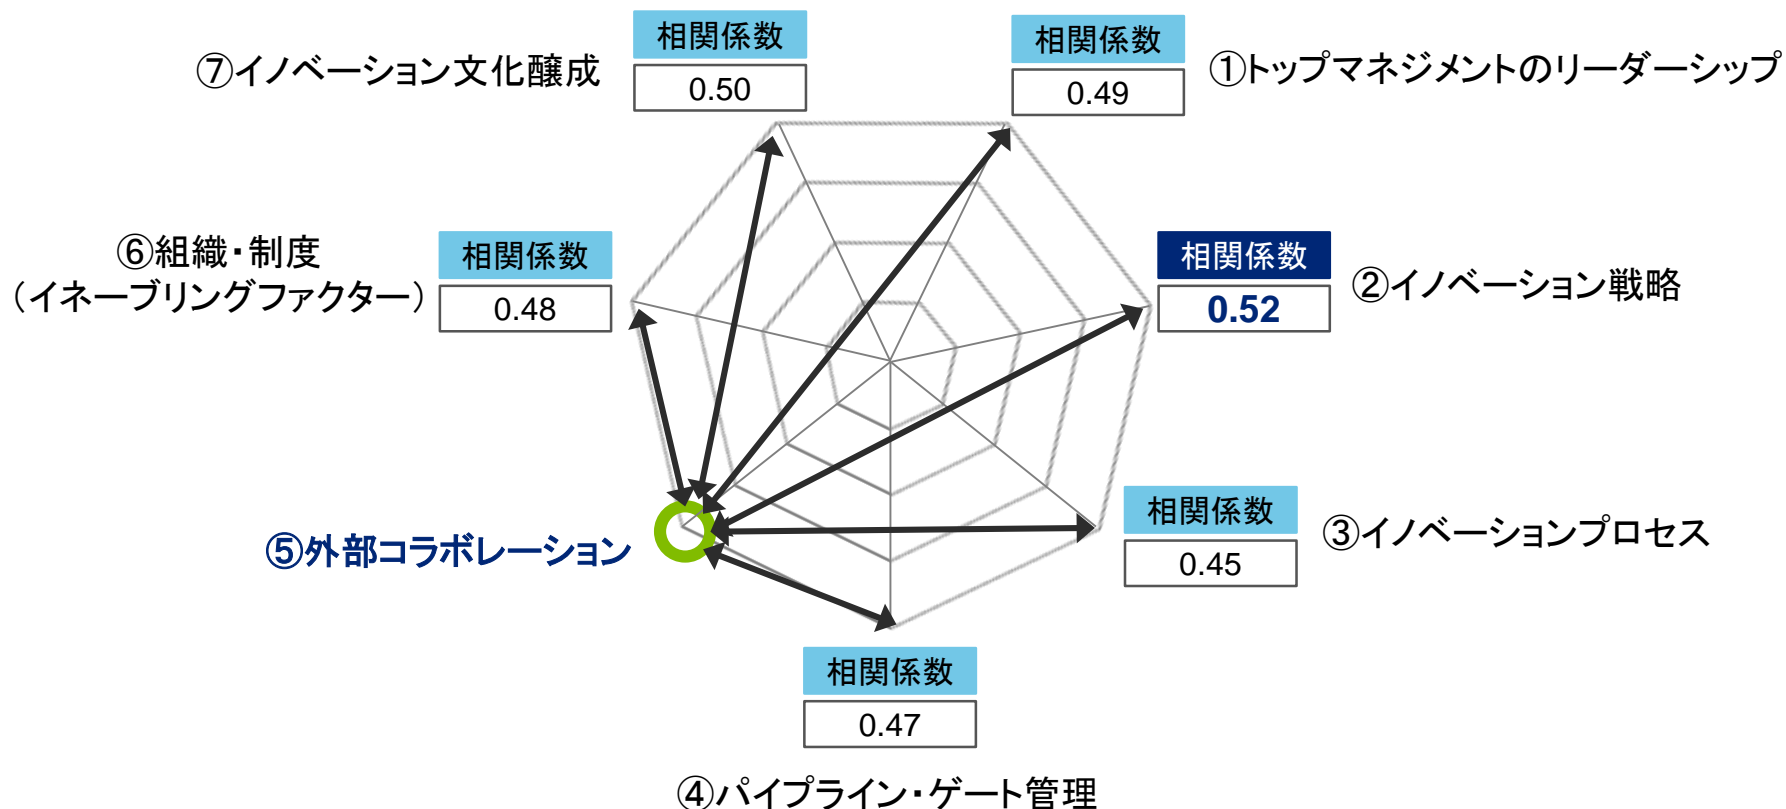 相関係数
0.50
⑦イノベーション文化醸成
相関係数
0.49
①トップマネジメントのリーダーシップ
⑥組織・制度
（イネーブリングファクター）
相関係数
0.48
相関係数
0.52
②イノベーション戦略
⑤外部コラボレーション
相関係数
0.45
③イノベーションプロセス
相関係数
0.47
④パイプライン・ゲート管理